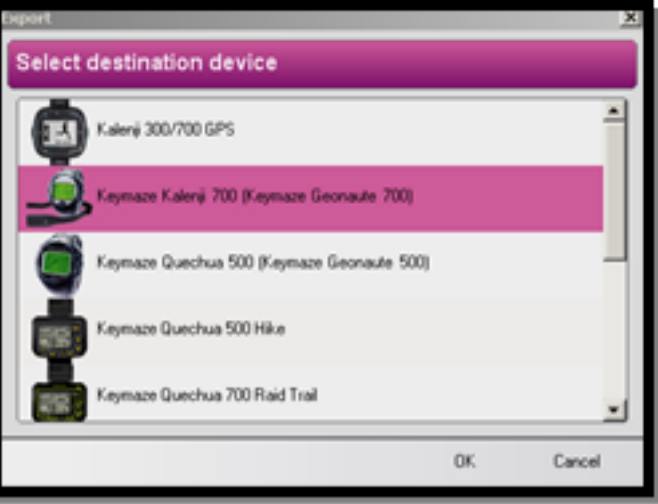 Export
Select destination device
Kalenji 300/700 GPS
Keymaze Kalenji 700 (Keymaze Geonaute 700)
Keymaze Quechua 500 (Keymaze Geonaute 500)
Keymaze Quechua 500 Hike
Keymaze Quechua 700 Raid Trail
OK Cancel